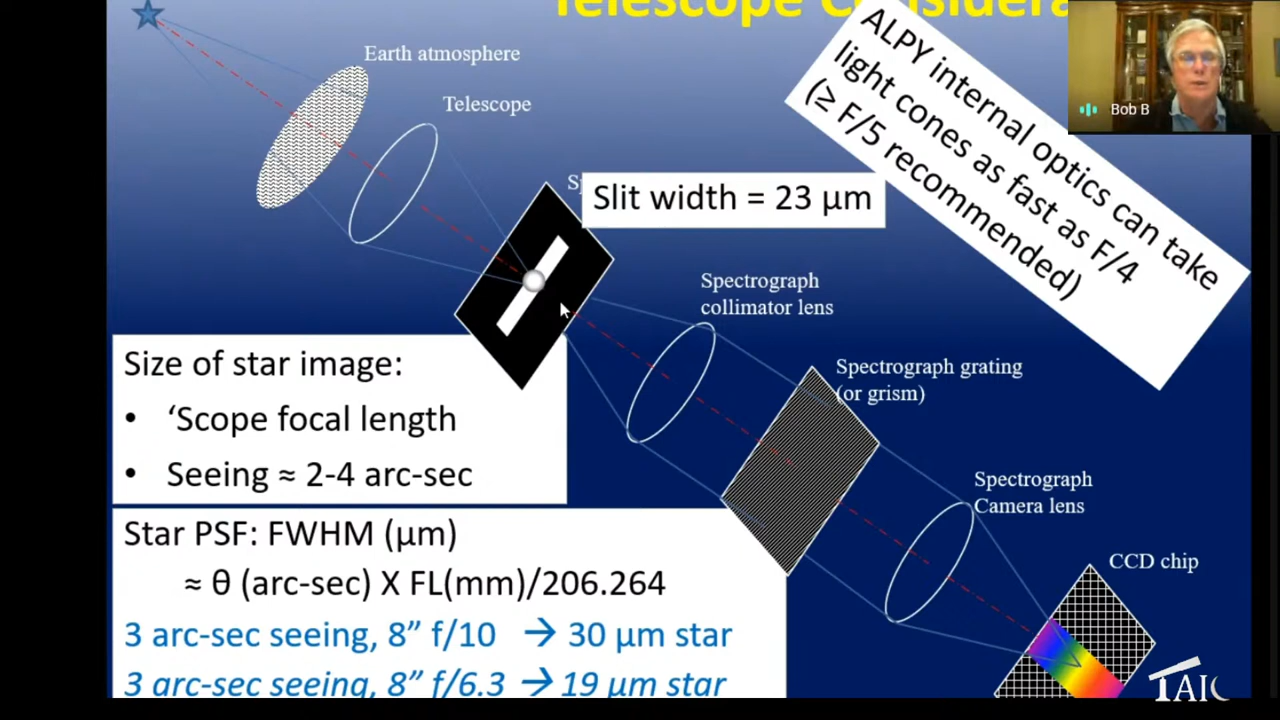 Telescope Considera
Earth atmosphere
Telescope
ALPY internal optics can take
light cones as fast as F/4
(≥ F/5 recommended)
Bob B
Slit width = 23 µm
Spectrograph
collimator lens
Size of star image:
• ‘Scope focal length
• Seeing ≈ 2-4 arc-sec
Spectrograph grating
(or grism)
Spectrograph
Camera lens
CCD chip
Star PSF: FWHM (µm)
≈ θ (arc-sec) X FL(mm)/206.264
3 arc-sec seeing, 8” f/10 → 30 µm star
3 arc-sec seeing, 8” f/6.3 → 19 µm star
TAIC